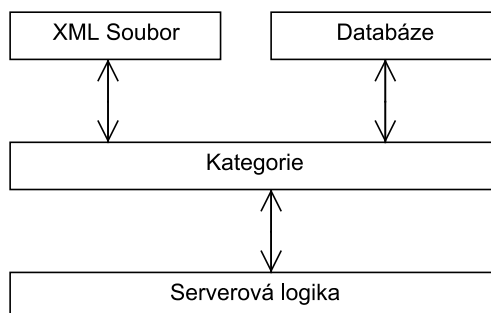 XML Soubor
Databáze
Kategorie
Serverová logika